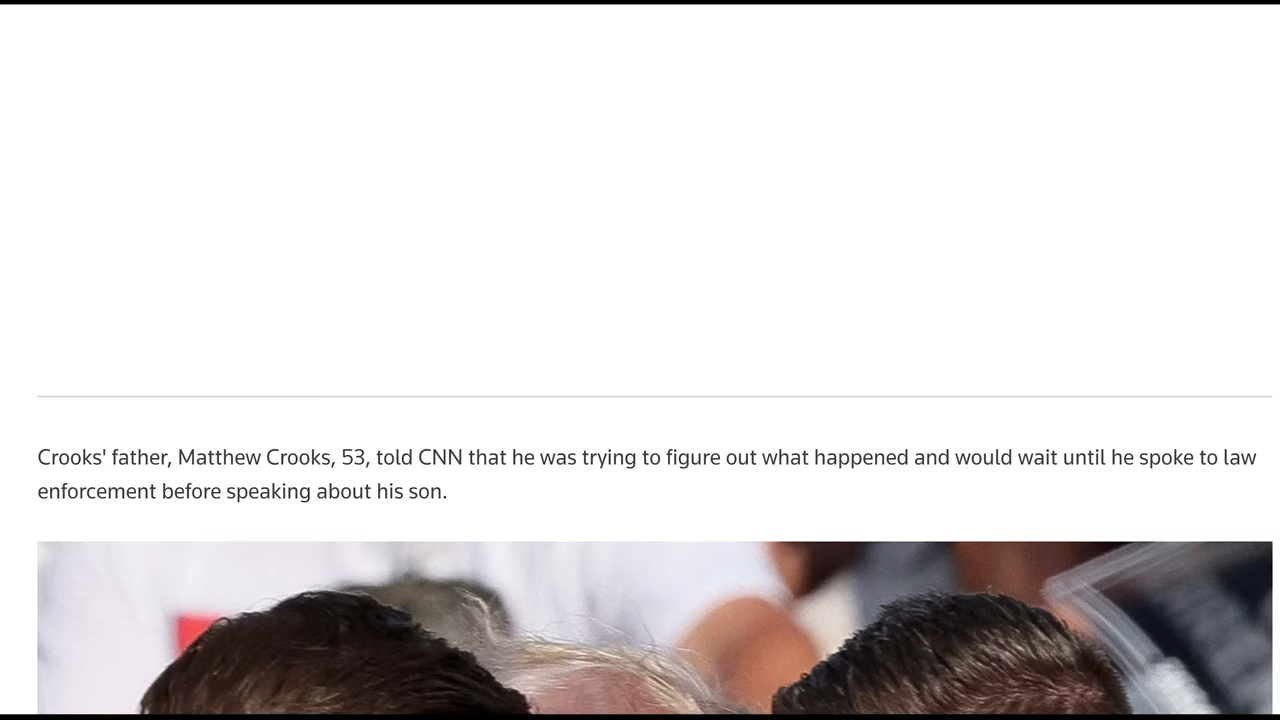 Crooks' father, Matthew Crooks, 53, told CNN that he was trying to figure out what happened and would wait until he spoke to law
enforcement before speaking about his son.